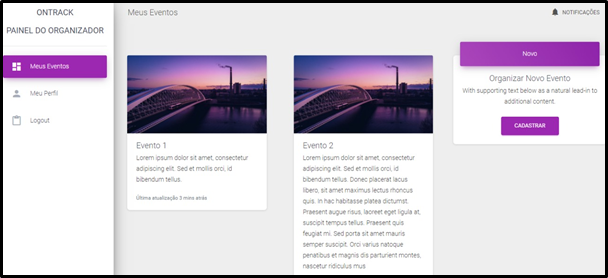 ONTRACK
PAINEL DO ORGANIZADOR
Meus Eventos
Meu Perfil
Logout
Meus Eventos
NOTIFICAÇÕES
Evento 1
Lorem ipsum dolor sit amet, consectetur
adipiscing elit. Sed et mollis orci, id
bibendum tellus.
Última atualização 3 mins atrás
Evento 2
Lorem ipsum dolor sit amet, consectetur
adipiscing elit. Sed et mollis orci, id
bibendum tellus. Donec placerat lacus
libero, sit amet maximus lectus rhoncus
quis. In hac habitasse platea dictumst.
Praesent augue risus, laoreet eget ligula at,
suscipit tempus tellus. Praesent quis
feugiat mi. Sed porta sit amet mauris
semper suscipit. Orci varius natoque
penatibus et magnis dis parturient montes,
nascetur ridiculus mus
Novo
Organizar Novo Evento
With supporting text below as a natural lead-in to
additional content.
CADASTRAR